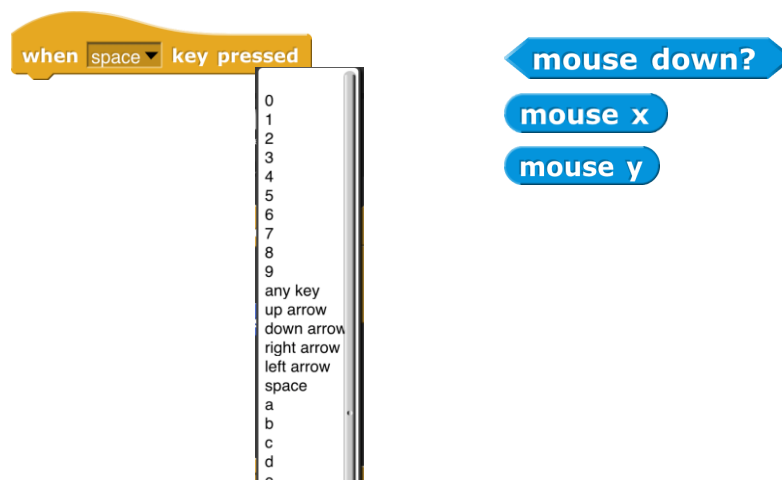 when space key pressed
0
1
2
3
4
5
6
7
8
9
any key
up arrow
down arrow
right arrow
left arrow
space
a
b
c
d
mouse down?
mouse x
mouse y